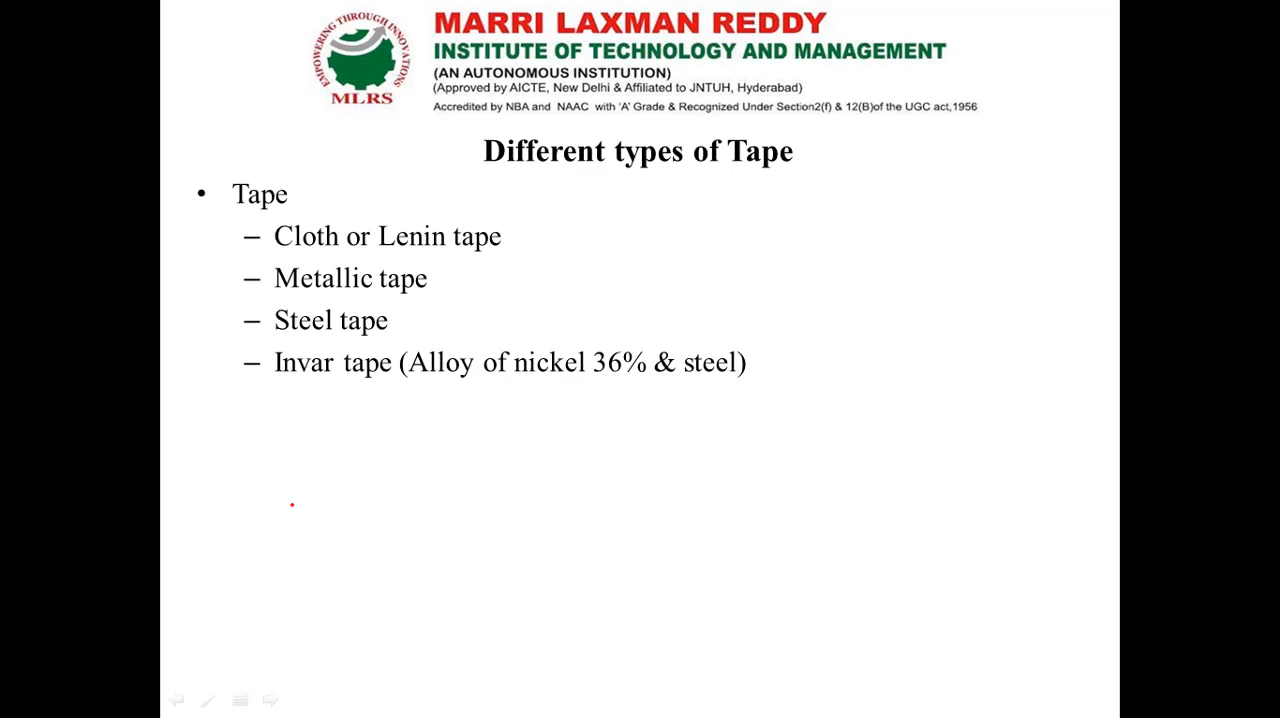 EMPOWERING THROUGH INNOVATIONS
MLRS
MARRI LAXMAN REDDY
INSTITUTE OF TECHNOLOGY AND MANAGEMENT
(AN AUTONOMOUS INSTITUTION)
(Approved by AICTE, New Delhi & Affiliated to JNTUH, Hyderabad)
Accredited by NBA and NAAC with 'A' Grade & Recognized Under Section2(f) & 12(B)of the UGC act,1956
Different types of Tape
• Tape
– Cloth or Lenin tape
– Metallic tape
– Steel tape
– Invar tape (Alloy of nickel 36% & steel)